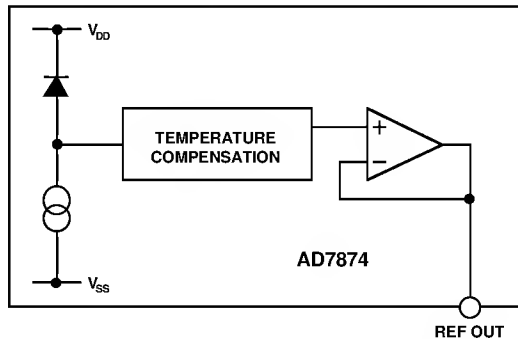 V_DD
TEMPERATURE
COMPENSATION
+
−
AD7874
V_SS
REF OUT